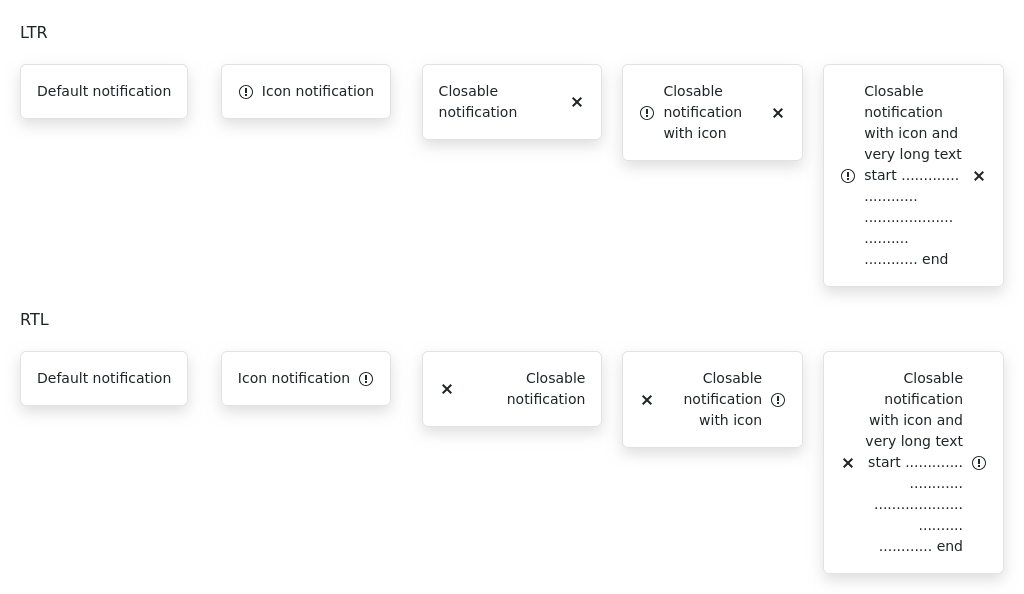 LTR
Default notification
Icon notification
Closable
notification
Closable
notification
with icon
Closable
notification
with icon and
very long text
start .............
............
....................
..........
............ end
RTL
Default notification
Icon notification
Closable
notification
Closable
notification
with icon
Closable
notification
with icon and
very long text
start .............
............
....................
..........
............ end